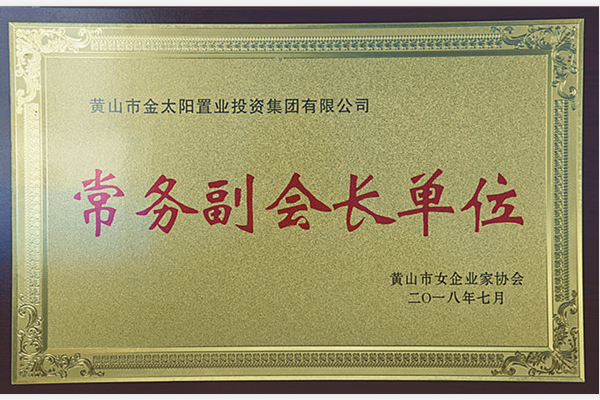 黄山市金太阳置业投资集团有限公司
常务副会长单位
黄山市女企业家协会
二〇一八年七月